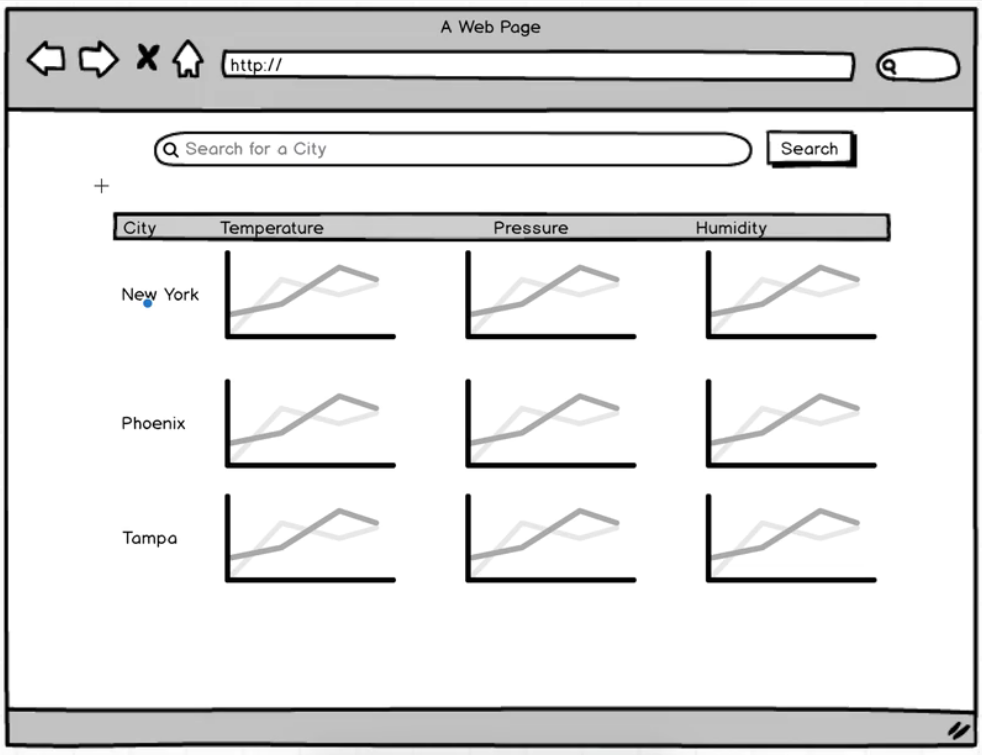 A Web Page
http://
Search for a City
Search
City Temperature Pressure Humidity
New York
Phoenix
Tampa